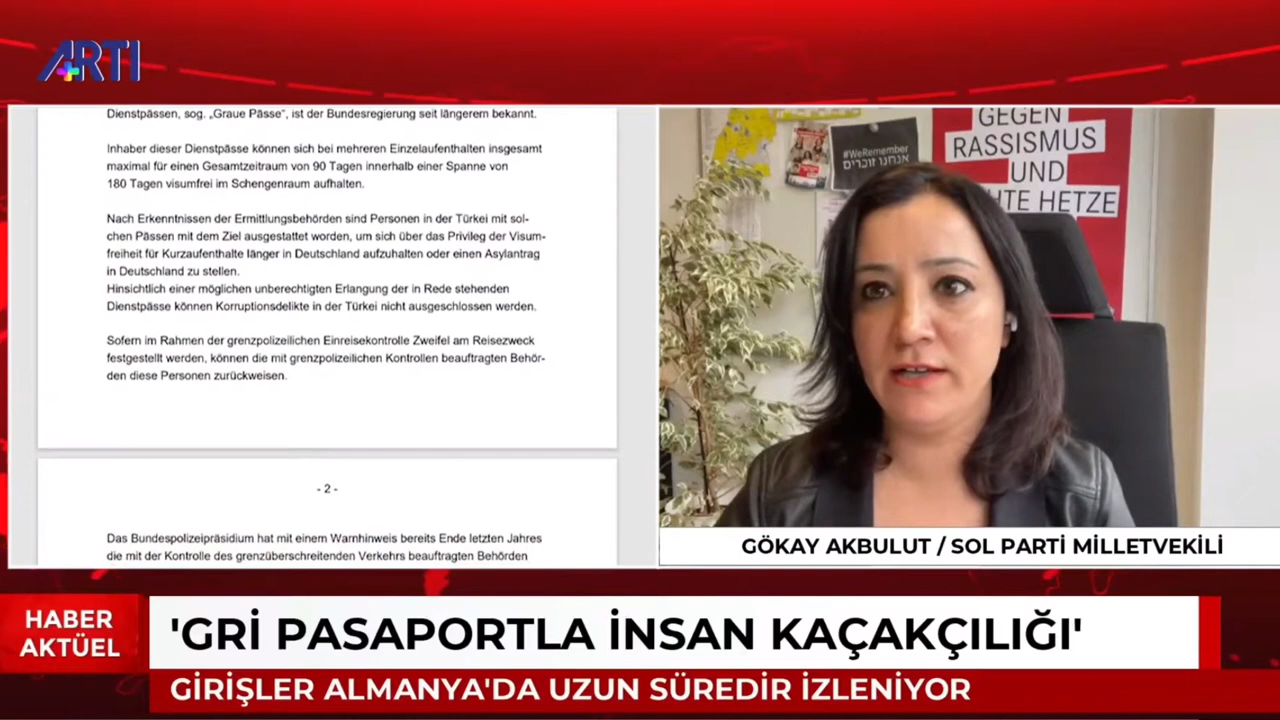 ARTI
Dienstpässen, sog. „Graue Pässe“, ist der Bundesregierung seit längerem bekannt.
Inhaber dieser Dienstpässe können sich bei mehreren Einzelaufenthalten insgesamt
maximal für einen Gesamtzeitraum von 90 Tagen innerhalb einer Spanne von
180 Tagen visumfrei im Schengenraum aufhalten.
Nach Erkenntnissen der Ermittlungsbehörden sind Personen in der Türkei mit sol-
chen Pässen mit dem Ziel ausgestattet worden, um sich über das Privileg der Visum-
freiheit für Kurzaufenthalte länger in Deutschland aufzuhalten oder einen Asylantrag
in Deutschland zu stellen.
Hinsichtlich einer möglichen unberechtigten Erlangung der in Rede stehenden
Dienstpässe können Korruptionsdelikte in der Türkei nicht ausgeschlossen werden.
Sofern im Rahmen der grenzpolizeilichen Einreisekontrolle Zweifel am Reisezweck
festgestellt werden, können die mit grenzpolizeilichen Kontrollen beauftragten Behör-
den diese Personen zurückweisen.
- 2 -
Das Bundespolizeipräsidium hat mit einem Warnhinweis bereits Ende letzten Jahres
die mit der Kontrolle des grenzüberschreitenden Verkehrs beauftragten Behörden
#WeRemember
אנחנו זוכרים
GEGEN
RASSISMUS
UND
HTE HETZE
GÖKAY AKBULUT / SOL PARTİ MİLLETVEKİLİ
HABER
AKTÜEL
'GRİ PASAPORTLA İNSAN KAÇAKÇILIĞI'
GİRİŞLER ALMANYA'DA UZUN SÜREDİR İZLENİYOR